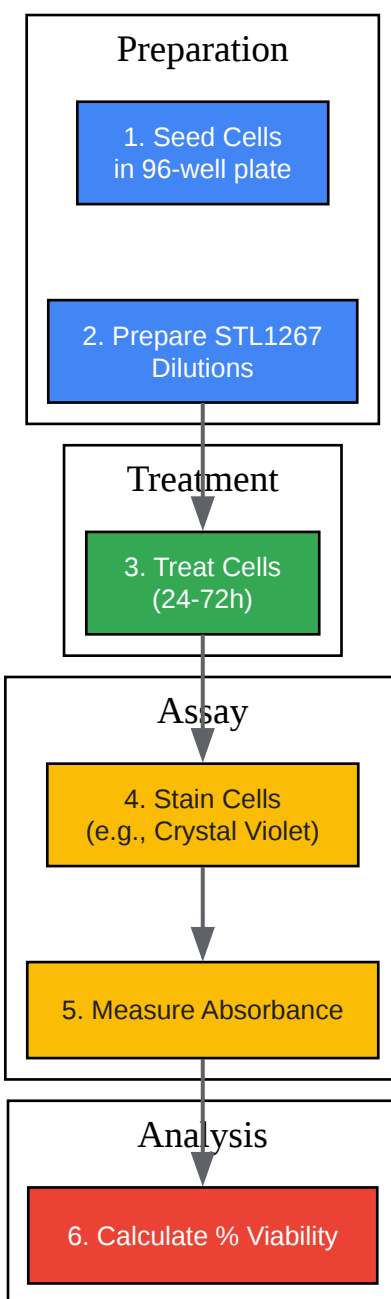 Preparation
1. Seed Cells
in 96-well plate
2. Prepare STL1267
Dilutions
Treatment
3. Treat Cells
(24-72h)
Assay
4. Stain Cells
(e.g., Crystal Violet)
5. Measure Absorbance
Analysis
6. Calculate % Viability